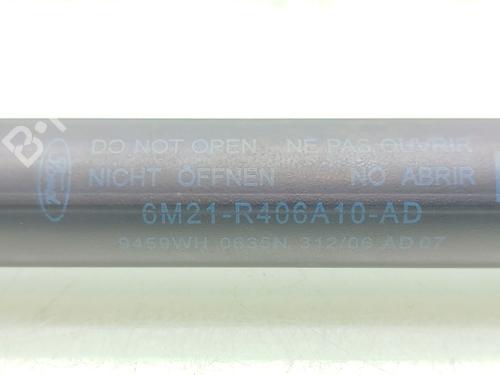 Ford
DO NOT OPEN NE PAS OUVRIR
NICHT ÖFFNEN NO ABRIR
6M21-R406A10-AD
9459WH 0635N 312/06 AD 07